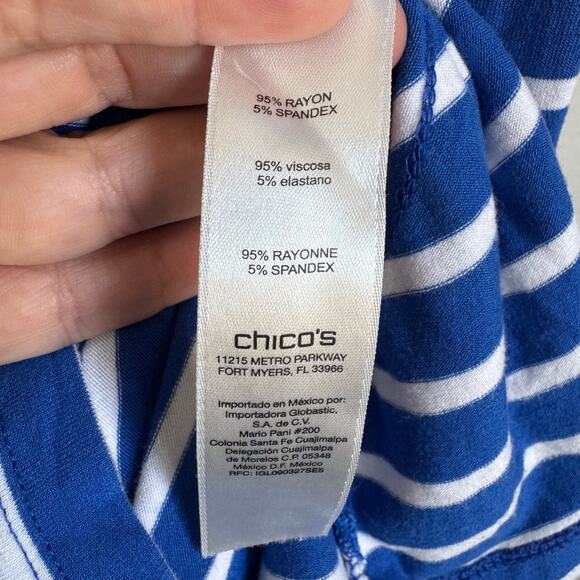 95% RAYON
5% SPANDEX
95% viscosa
5% elastano
95% RAYONNE
5% SPANDEX
chico's
11215 METRO PARKWAY
FORT MYERS, FL 33966
Importado en México por:
Importadora Globastic,
S.A. de C.V.
Mario Pani #200
Colonia Santa Fe Cuajimalpa
Delegación Cuajimalpa
de Morelos C.P. 05348
México D.F. México
RFC: IGL090327SE5